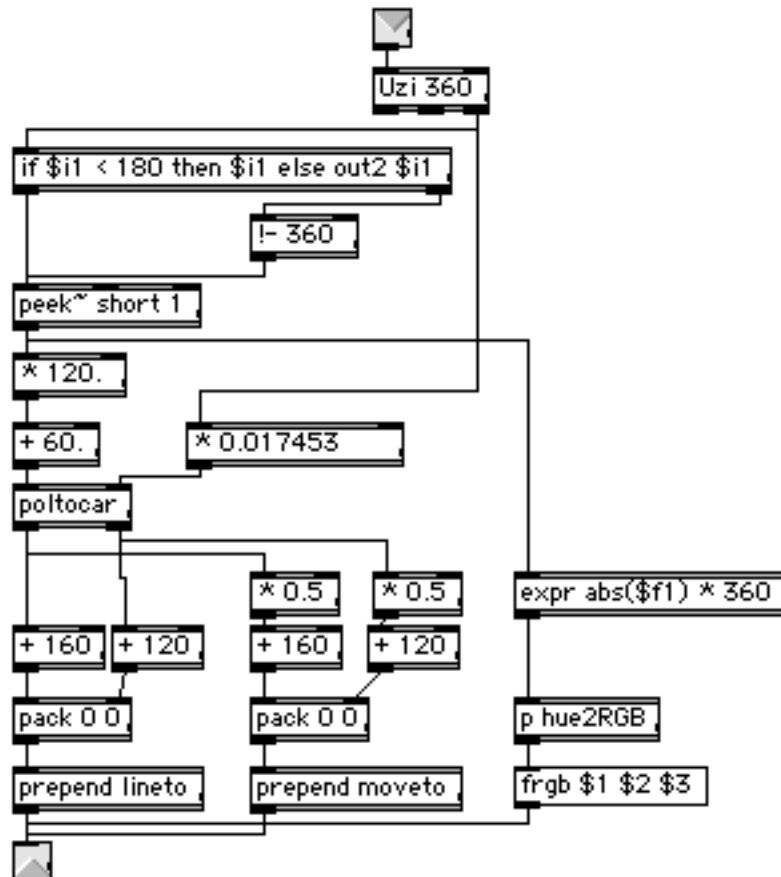 Uzi 360
if $i1 < 180 then $i1 else out2 $i1
!- 360
peek~ short 1
* 120.
+ 60.
* 0.017453
poltocar
* 0.5
* 0.5
expr abs($f1) * 360
+ 160
+ 120
+ 160
+ 120
pack 0 0
pack 0 0
p hue2RGB
prepend lineto
prepend moveto
frgb $1 $2 $3